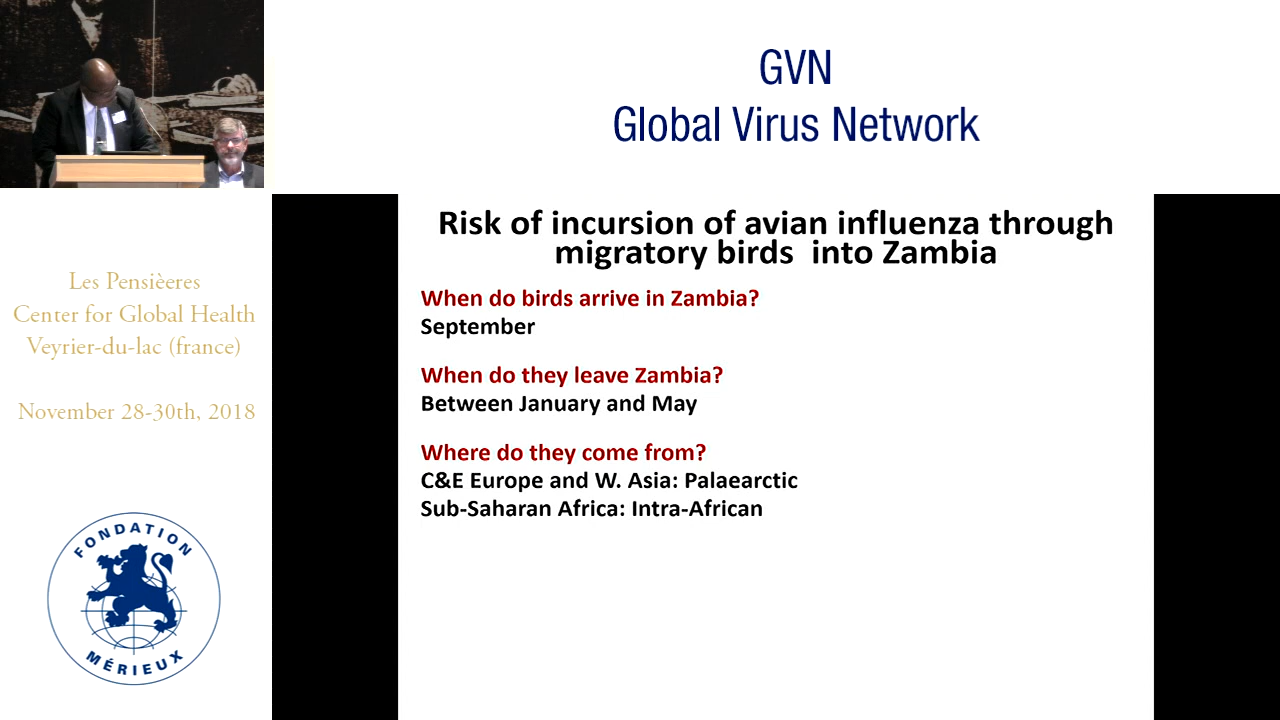 GVN
Global Virus Network
Risk of incursion of avian influenza through
migratory birds into Zambia
When do birds arrive in Zambia?
September
When do they leave Zambia?
Between January and May
Where do they come from?
C&E Europe and W. Asia: Palaearctic
Sub-Saharan Africa: Intra-African
Les Pensièeres
Center for Global Health
Veyrier-du-lac (france)
November 28-30th, 2018
FONDATION
MÉRIEUX